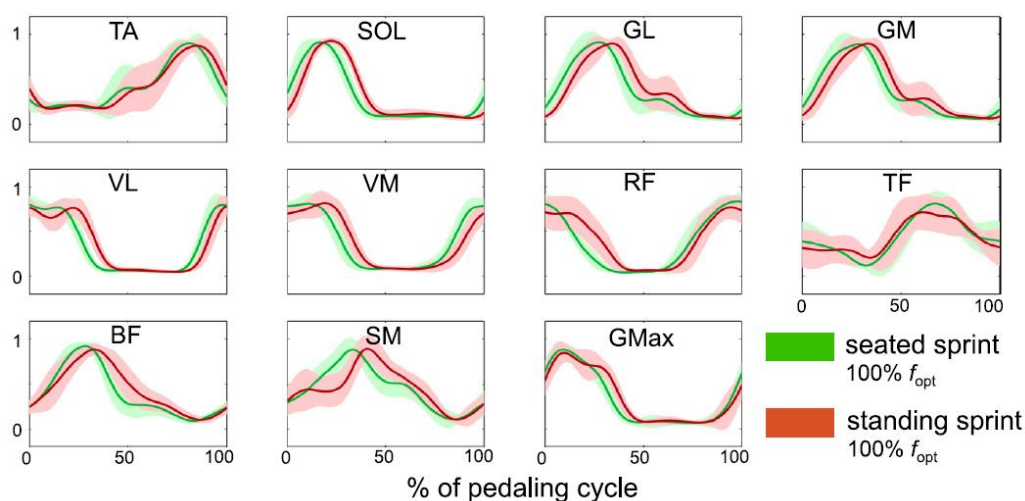 TA SOL GL GM
1
0
VL VM RF TF
1
0
0 50 100
BF SM GMax
1
0
seated sprint
100% fopt
standing sprint
100% fopt
0 50 0 50 0 50 100
% of pedaling cycle